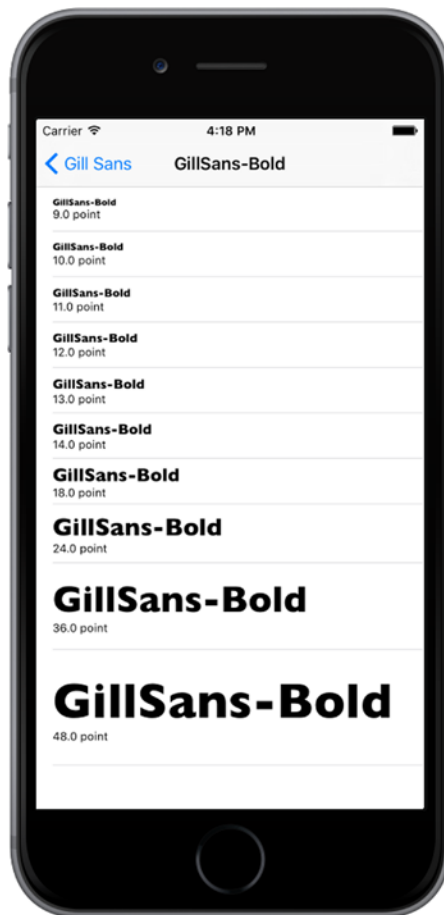 Carrier 4:18 PM
Gill Sans GillSans-Bold
GillSans-Bold
9.0 point
GillSans-Bold
10.0 point
GillSans-Bold
11.0 point
GillSans-Bold
12.0 point
GillSans-Bold
13.0 point
GillSans-Bold
14.0 point
GillSans-Bold
18.0 point
GillSans-Bold
24.0 point
GillSans-Bold
36.0 point
GillSans-Bold
48.0 point